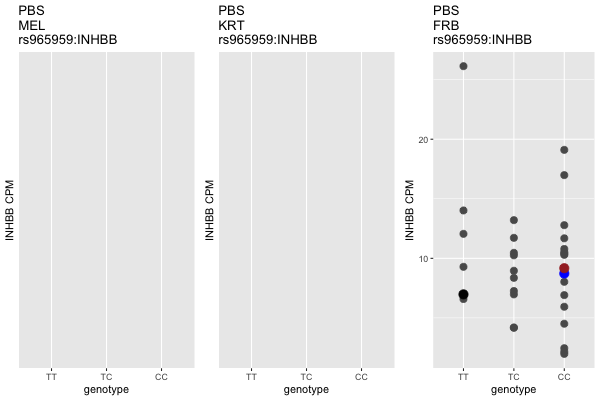 PBS
MEL
rs965959:INHBB
INHBB CPM
TT
TC
CC
genotype
PBS
KRT
rs965959:INHBB
INHBB CPM
TT
TC
CC
genotype
PBS
FRB
rs965959:INHBB
INHBB CPM
20
10
TT
TC
CC
genotype